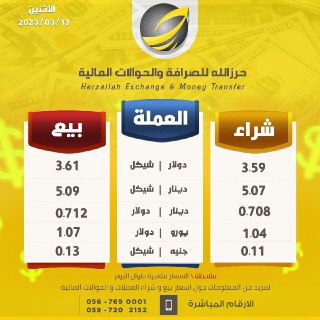 الاثنين
2023/03/13
حرزالله للصرافة والحوالات المالية
Herzallah Exchange & Money Transfer
شراء العملة بيع
3.59 دولار | شيكل 3.61
5.07 دينار | شيكل 5.09
0.708 دينار | دولار 0.712
1.04 يورو | دولار 1.07
0.11 جنيه | شيكل 0.13
ملاحظة \ الاسعار متغيرة طوال اليوم
لمزيد من المعلومات حول اسعار بيع و شراء العملات و الحوالات المالية
الارقام المباشرة
056 -769 0001
059 -720 2152